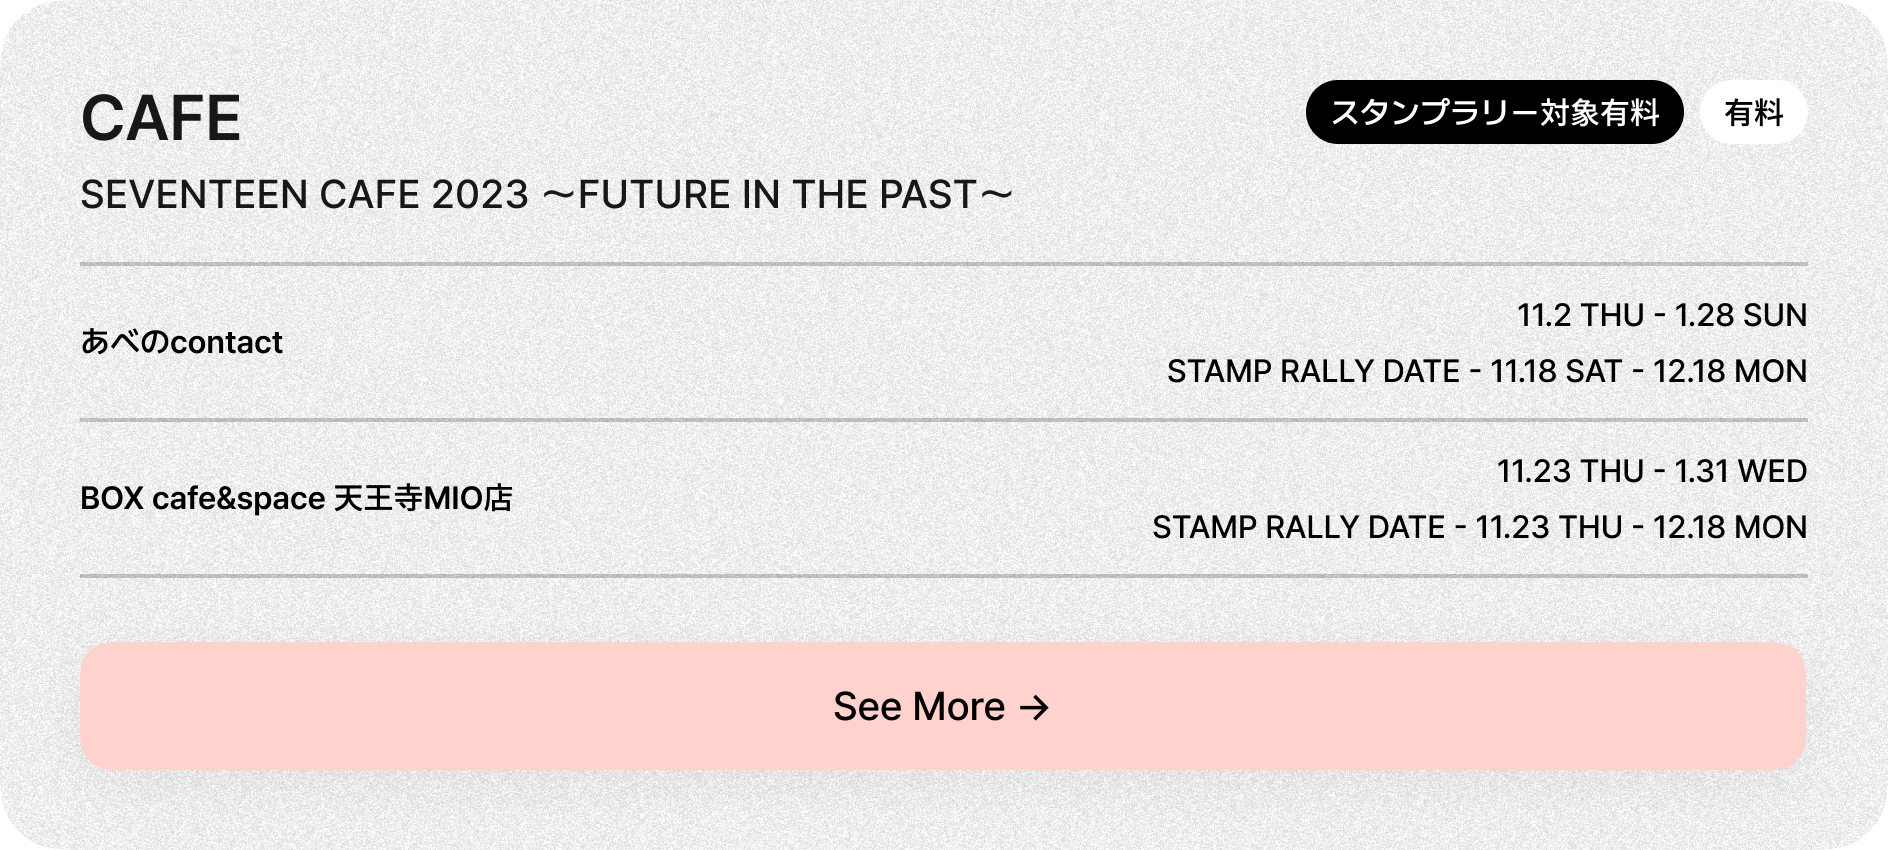 CAFE
スタンプラリー対象有料
有料
SEVENTEEN CAFE 2023 〜FUTURE IN THE PAST〜
あべのcontact
11.2 THU - 1.28 SUN
STAMP RALLY DATE - 11.18 SAT - 12.18 MON
BOX cafe&space 天王寺MIO店
11.23 THU - 1.31 WED
STAMP RALLY DATE - 11.23 THU - 12.18 MON
See More →